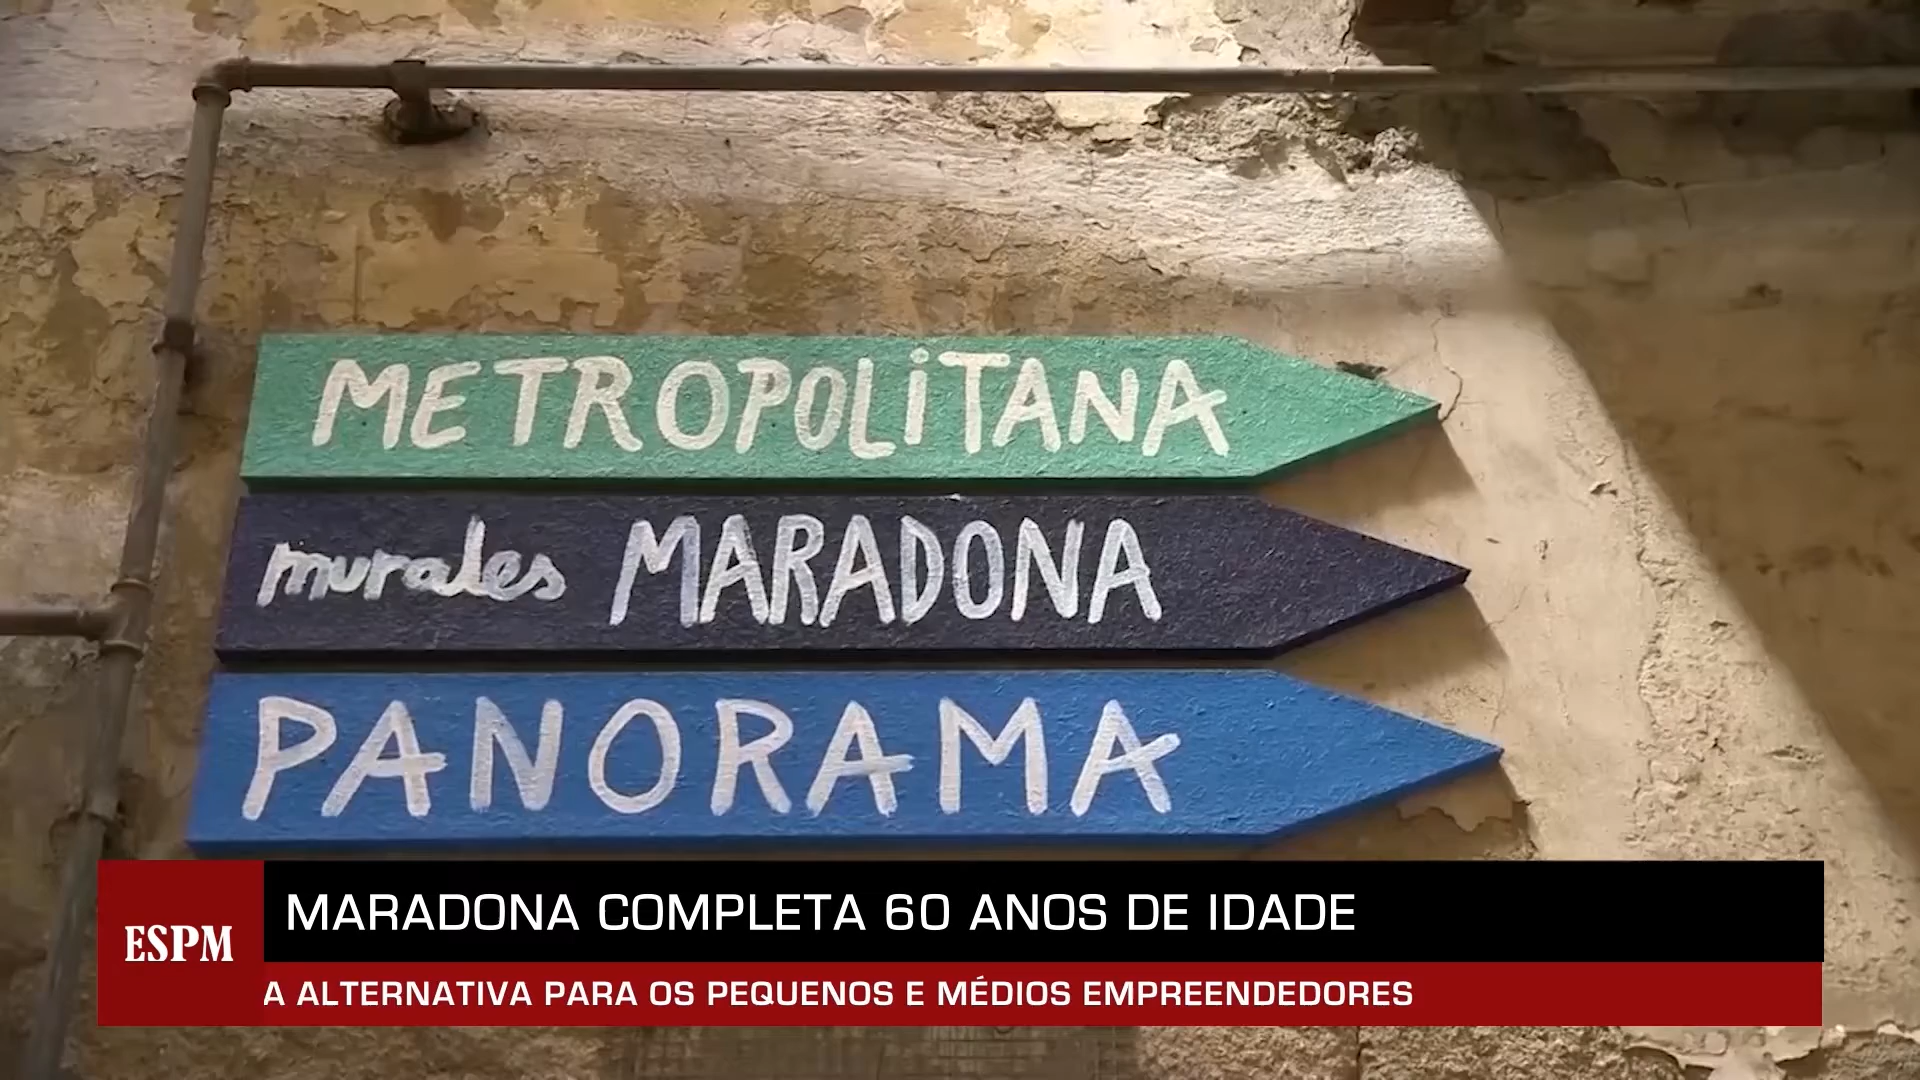 METROPOLiTANA
murales MARADONA
PANORAMA
MARADONA COMPLETA 60 ANOS DE IDADE
ESPM
A ALTERNATIVA PARA OS PEQUENOS E MÉDIOS EMPREENDEDORES